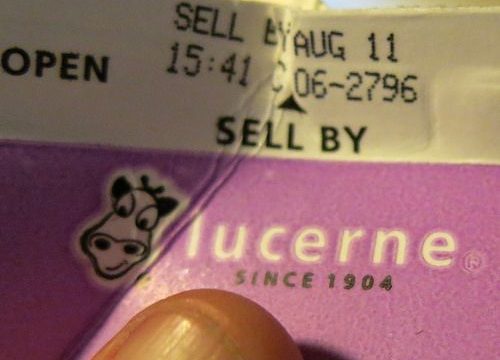 SELL BY AUG 11
OPEN
15:41 C 06-2796
SELL BY
lucerne®
SINCE 1904